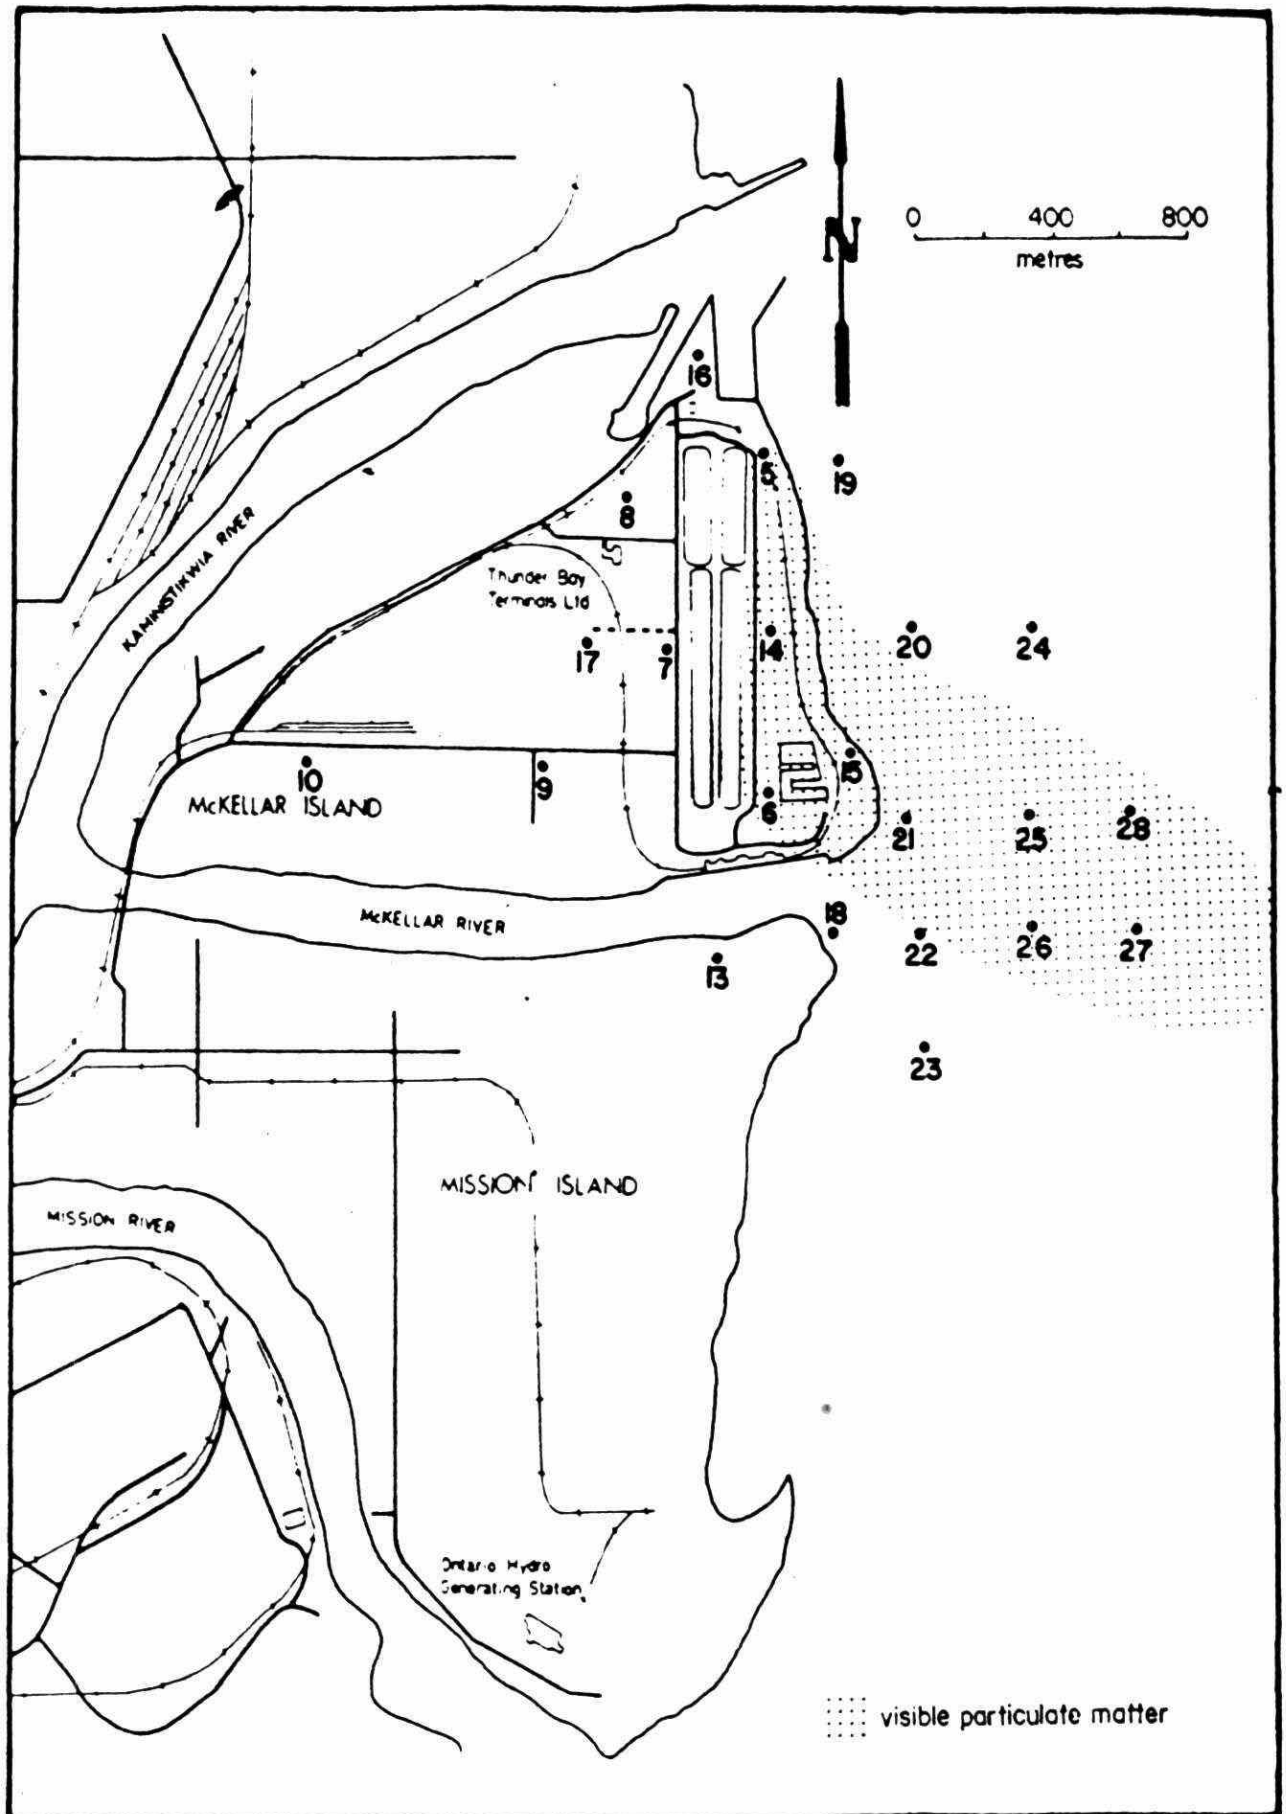 0 400 800
N
metres
16
5
19
8
KAMINISTIKWIA RIVER
Thunder Bay
Terminals Ltd
17
7
14
20
24
10
9
15
McKELLAR ISLAND
6
21
25
28
McKELLAR RIVER
18
22
26
27
13
23
MISSION ISLAND
MISSION RIVER
Ontario Hydro
Generating Station
visible particulate matter